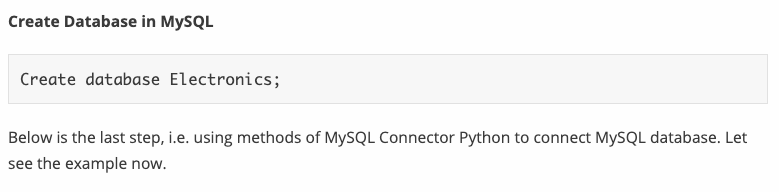 Create Database in MySQL
Create database Electronics;
Below is the last step, i.e. using methods of MySQL Connector Python to connect MySQL database. Let
see the example now.